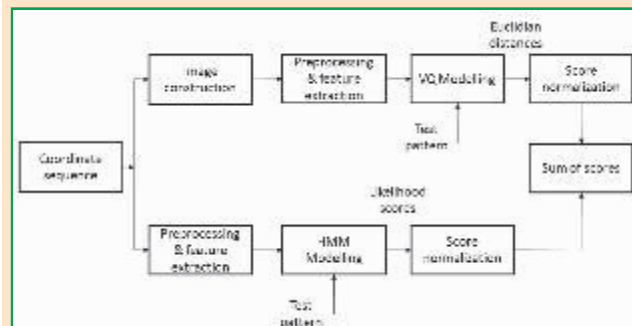 Euclidian
distances
Image
construction
Preprocessing
& feature
extraction
VQ Modelling
Score
normalization
Test
pattern
Coordinate
sequence
Sum of scores
Likelihood
scores
Preprocessing
& feature
extraction
HMM
Modelling
Score
normalization
Test
pattern